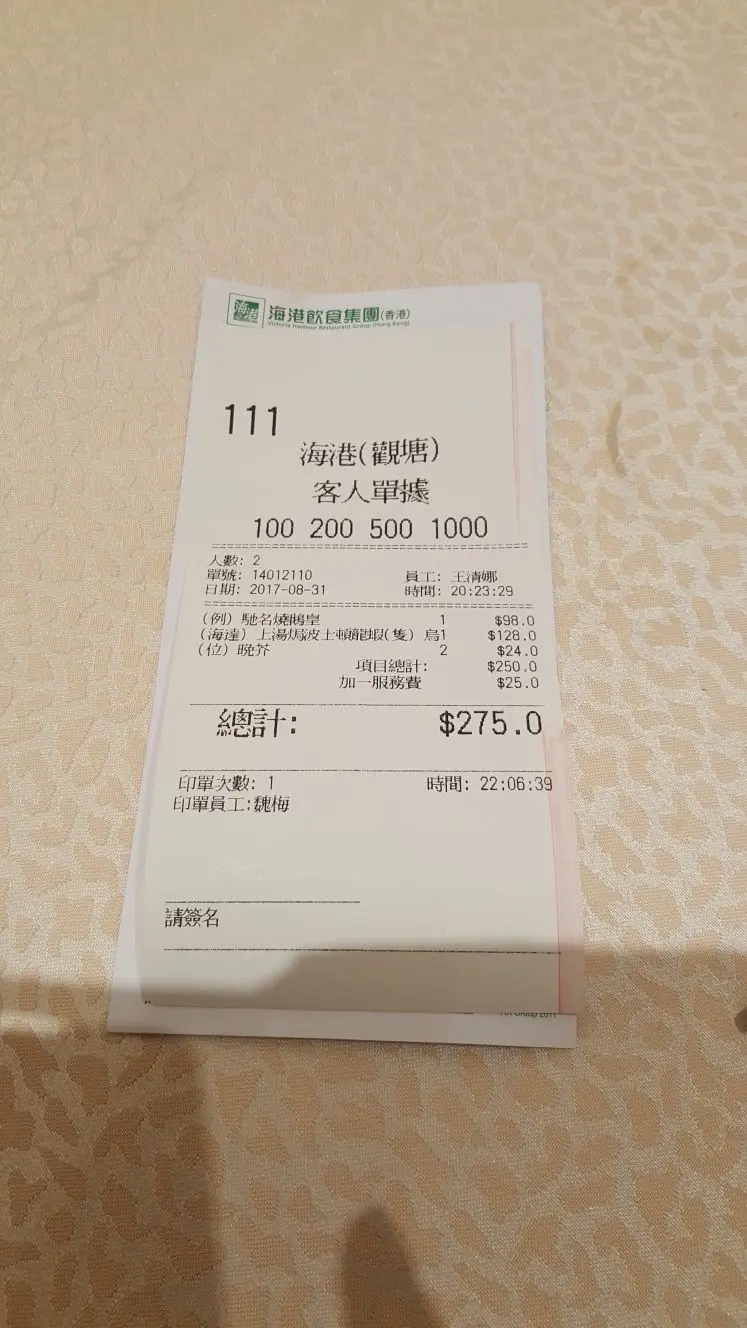 海港飲食集團(香港)
Victoria Harbour Restaurant Group (Hong Kong)
111
海港(觀塘)
客人單據
100 200 500 1000
人數: 2
單號: 14012110 員工: 王清娜
日期: 2017-08-31 時間: 20:23:29
(例) 馳名燒鵝皇 1 $98.0
(海達) 上湯焗波士頓龍蝦(隻) 烏1 $128.0
(位) 晚芥 2 $24.0
項目總計: $250.0
加一服務費 $25.0
總計: $275.0
印單次數: 1 時間: 22:06:39
印單員工:魏梅
請簽名
Group 2011